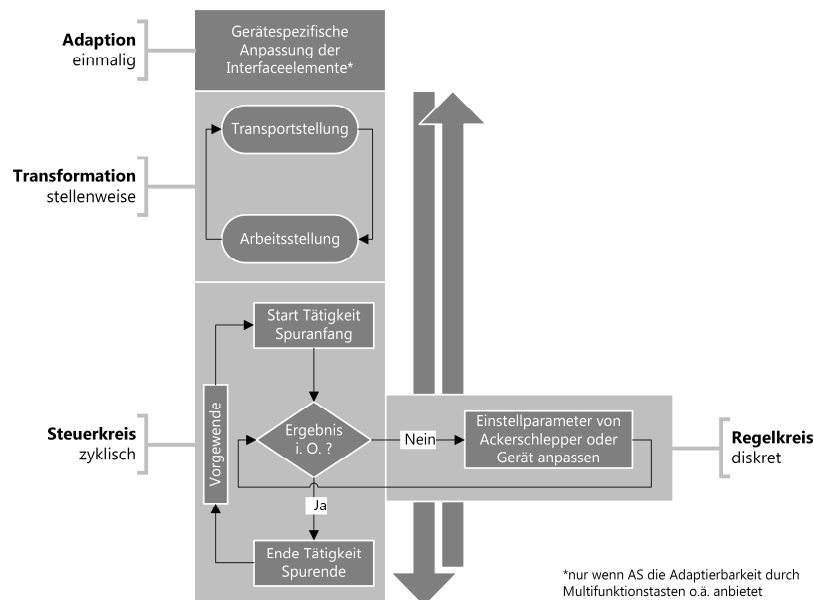 Adaption
einmalig
Gerätespezifische
Anpassung der
Interfaceelemente*
Transformation
stellenweise
Transportstellung
Arbeitsstellung
Steuerkreis
zyklisch
Start Tätigkeit
Spuranfang
Vorgewende
Ergebnis
i. O. ?
Nein
Einstellparameter von
Ackerschlepper oder
Gerät anpassen
Regelkreis
diskret
Ja
Ende Tätigkeit
Spurende
*nur wenn AS die Adaptierbarkeit durch
Multifunktionstasten o.ä. anbietet